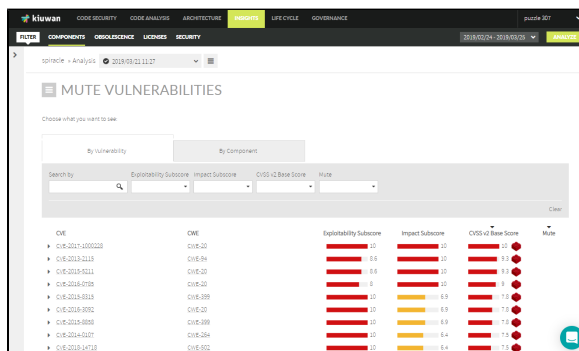 kiuwan CODE SECURITY CODE ANALYSIS ARCHITECTURE INSIGHTS LIFE CYCLE GOVERNANCE puzzle 3DT
FILTER COMPONENTS OBSOLESCENCE LICENSES SECURITY 2019/02/24 - 2019/03/25 ANALYZE
spiracle » Analysis 2019/03/21 11:27
MUTE VULNERABILITIES
Choose what you want to see
By Vulnerability By Component
Search by Exploitability Subscore Impact Subscore CVSS v2 Base Score Mute
Clear
CVE CWE Exploitability Subscore Impact Subscore CVSS v2 Base Score Mute
CVE-2017-1000228 CWE-20 10 10 10
CVE-2013-2115 CWE-94 8.6 10 9.3
CVE-2018-8211 CWE-20 8.6 10 9.3
CVE-2016-0785 CWE-20 8 10 9
CVE-2015-8315 CWE-399 10 6.9 7.8
CVE-2016-3092 CWE-20 10 6.9 7.8
CVE-2015-8858 CWE-399 10 6.9 7.8
CVE-2014-0107 CWE-264 10 6.4 7.5
CVE-2018-14718 CWE-502 10 6.4 7.5